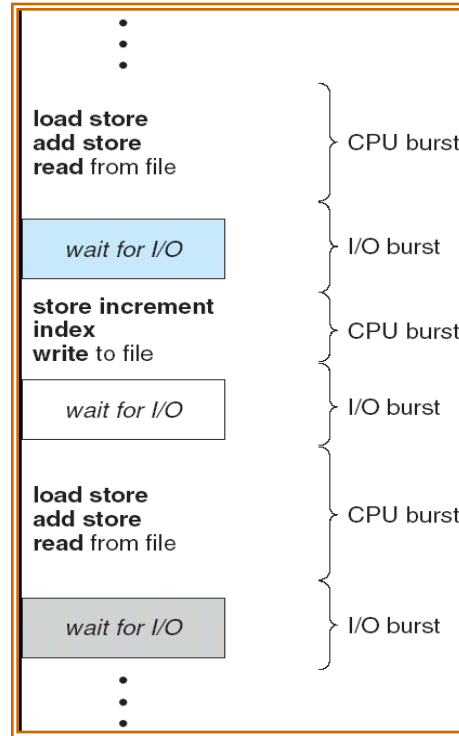 load store
add store
read from file
CPU burst
wait for I/O
I/O burst
store increment
index
write to file
CPU burst
wait for I/O
I/O burst
load store
add store
read from file
CPU burst
wait for I/O
I/O burst